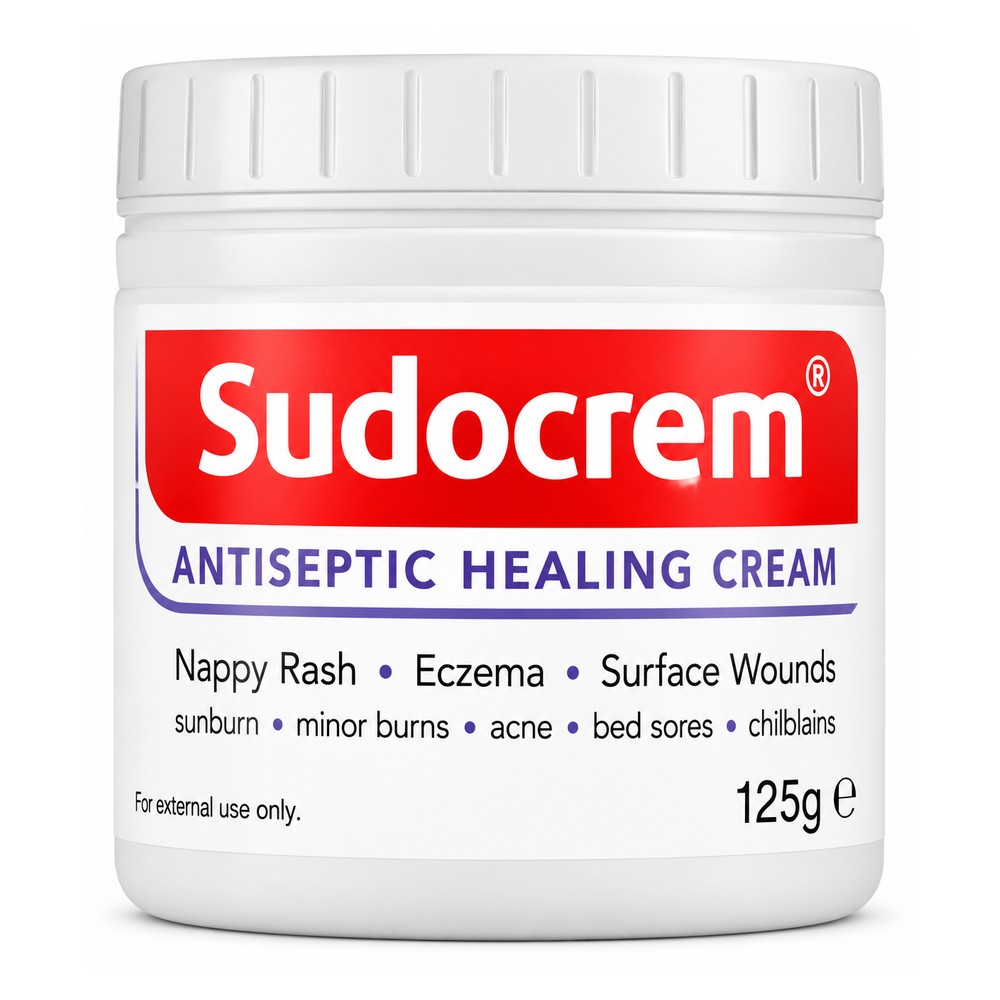 Sudocrem®
ANTISEPTIC HEALING CREAM
Nappy Rash • Eczema • Surface Wounds
sunburn • minor burns • acne • bed sores • chilblains
For external use only.
125g ℮